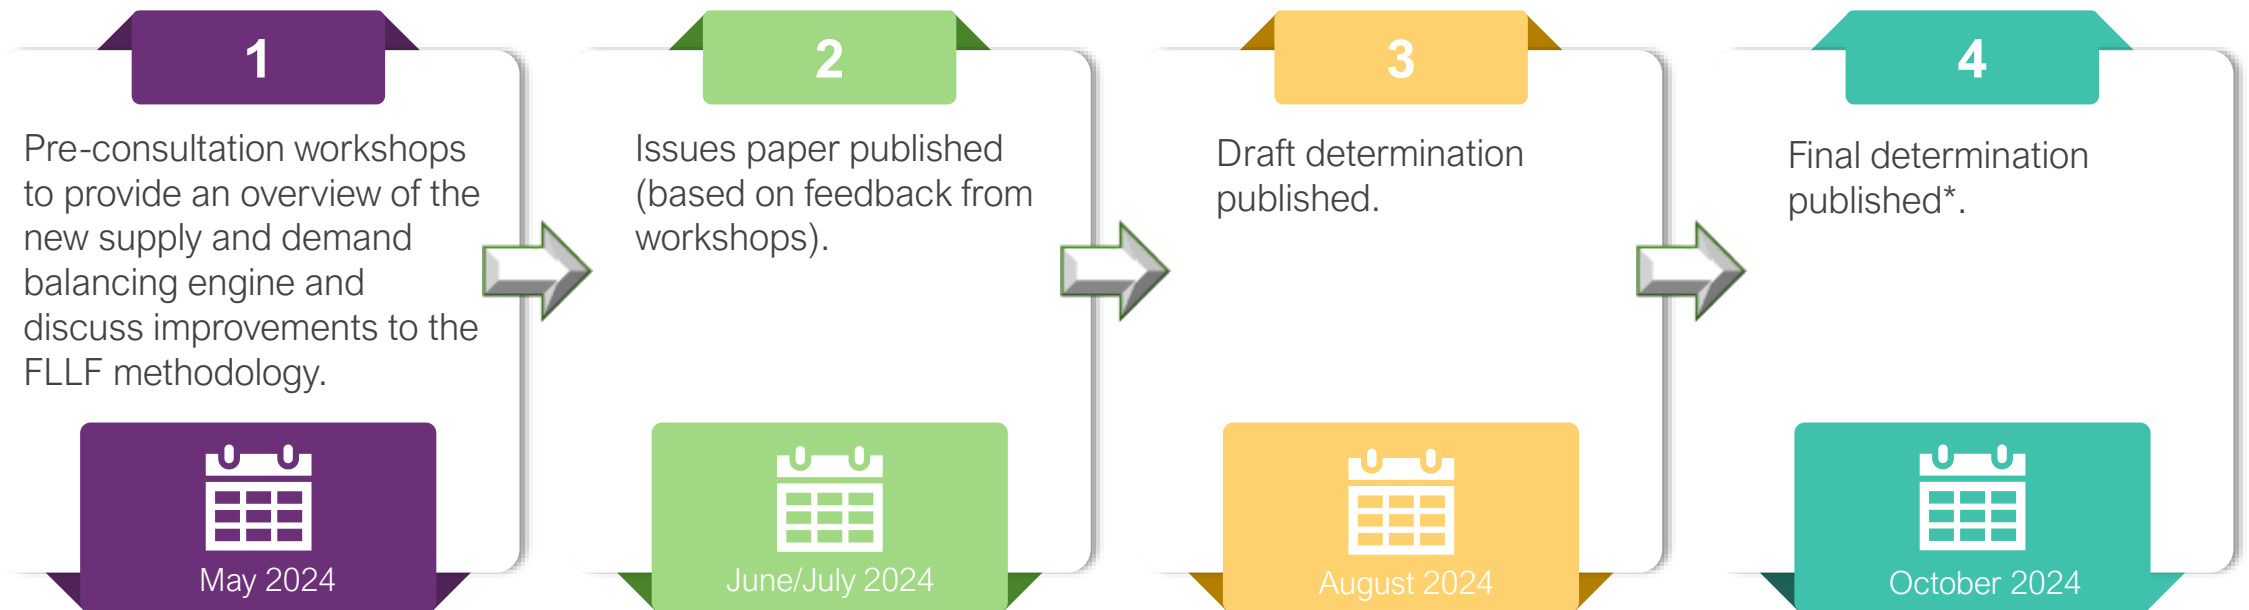 1
Pre-consultation workshops
to provide an overview of the
new supply and demand
balancing engine and
discuss improvements to the
FLLF methodology.
May 2024
2
Issues paper published
(based on feedback from
workshops).
June/July 2024
3
Draft determination
published.
August 2024
4
Final determination
published*.
October 2024